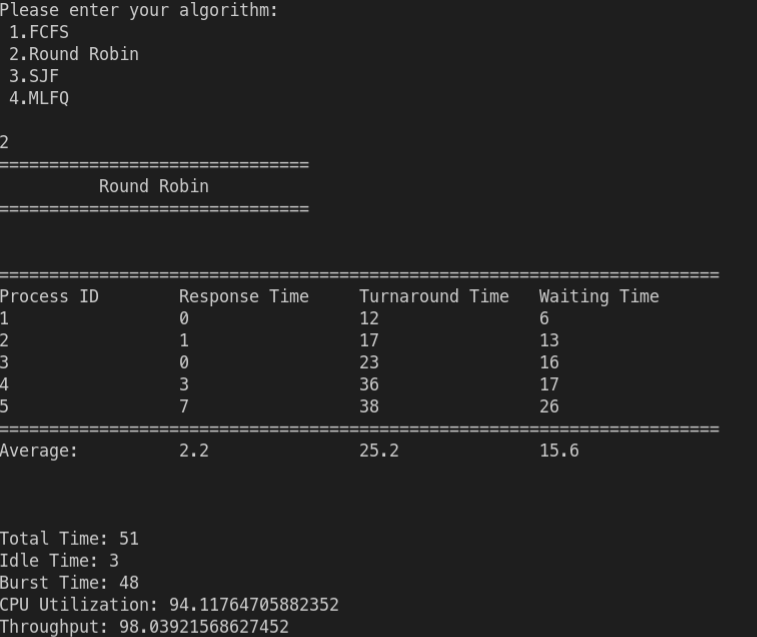 Please enter your algorithm:
1.FCFS
2.Round Robin
3.SJF
4.MLFQ
2
===============================
Round Robin
===============================
========================================================================
Process ID Response Time Turnaround Time Waiting Time
1 0 12 6
2 1 17 13
3 0 23 16
4 3 36 17
5 7 38 26
========================================================================
Average: 2.2 25.2 15.6
Total Time: 51
Idle Time: 3
Burst Time: 48
CPU Utilization: 94.11764705882352
Throughput: 98.03921568627452